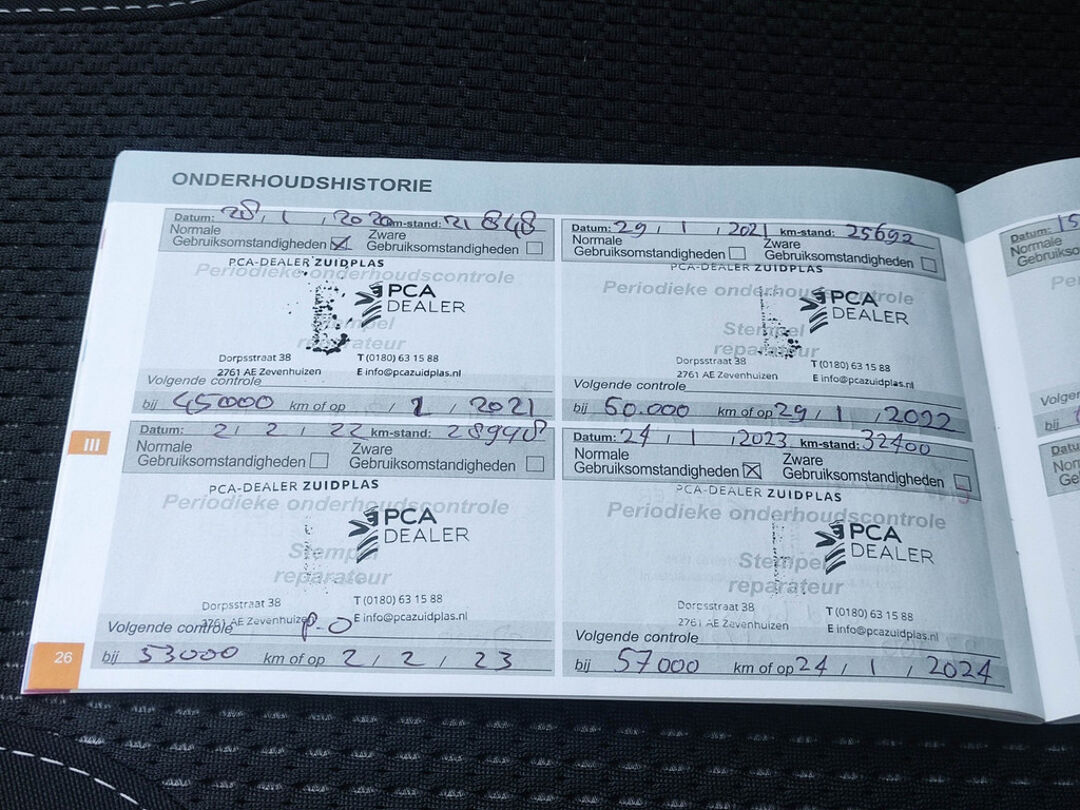 ONDERHOUDSHISTORIE
Datum: 28, 1, 2020 km-stand: 21848
Normale Gebruiksomstandigheden
Zware Gebruiksomstandigheden
PCA-DEALER ZUIDPLAS
Periodieke onderhoudscontrole
PCA
DEALER
Stempel
reparateur
Dorpsstraat 38 T (0180) 63 15 88
2761 AE Zevenhuizen E info@pcazuidplas.nl
Volgende controle
bij 45000 km of op , 1 , 2021
Datum: 29, 1, 2021 km-stand: 25692
Normale Gebruiksomstandigheden
Zware Gebruiksomstandigheden
PCA-DEALER ZUIDPLAS
Periodieke onderhoudscontrole
PCA
DEALER
Stempel
reparateur
Dorpsstraat 38 T (0180) 63 15 88
2761 AE Zevenhuizen E info@pcazuidplas.nl
Volgende controle
bij 50.000 km of op 29, 1, 2022
III
Datum: 2, 2, 22 km-stand: 28948
Normale Gebruiksomstandigheden
Zware Gebruiksomstandigheden
PCA-DEALER ZUIDPLAS
Periodieke onderhoudscontrole
PCA
DEALER
Stempel
reparateur
Dorpsstraat 38 T (0180) 63 15 88
2761 AE Zevenhuizen E info@pcazuidplas.nl
Volgende controle P-O
bij 53000 km of op 2, 2, 23
Datum: 24, 1, 2023 km-stand: 32400
Normale Gebruiksomstandigheden
Zware Gebruiksomstandigheden
PCA-DEALER ZUIDPLAS
Periodieke onderhoudscontrole
PCA
DEALER
Stempel
reparateur
Dorpsstraat 38 T (0180) 63 15 88
2761 AE Zevenhuizen E info@pcazuidplas.nl
Volgende controle
bij 57000 km of op 24, 1, 2024
26
Datum: 15
Normale
bij